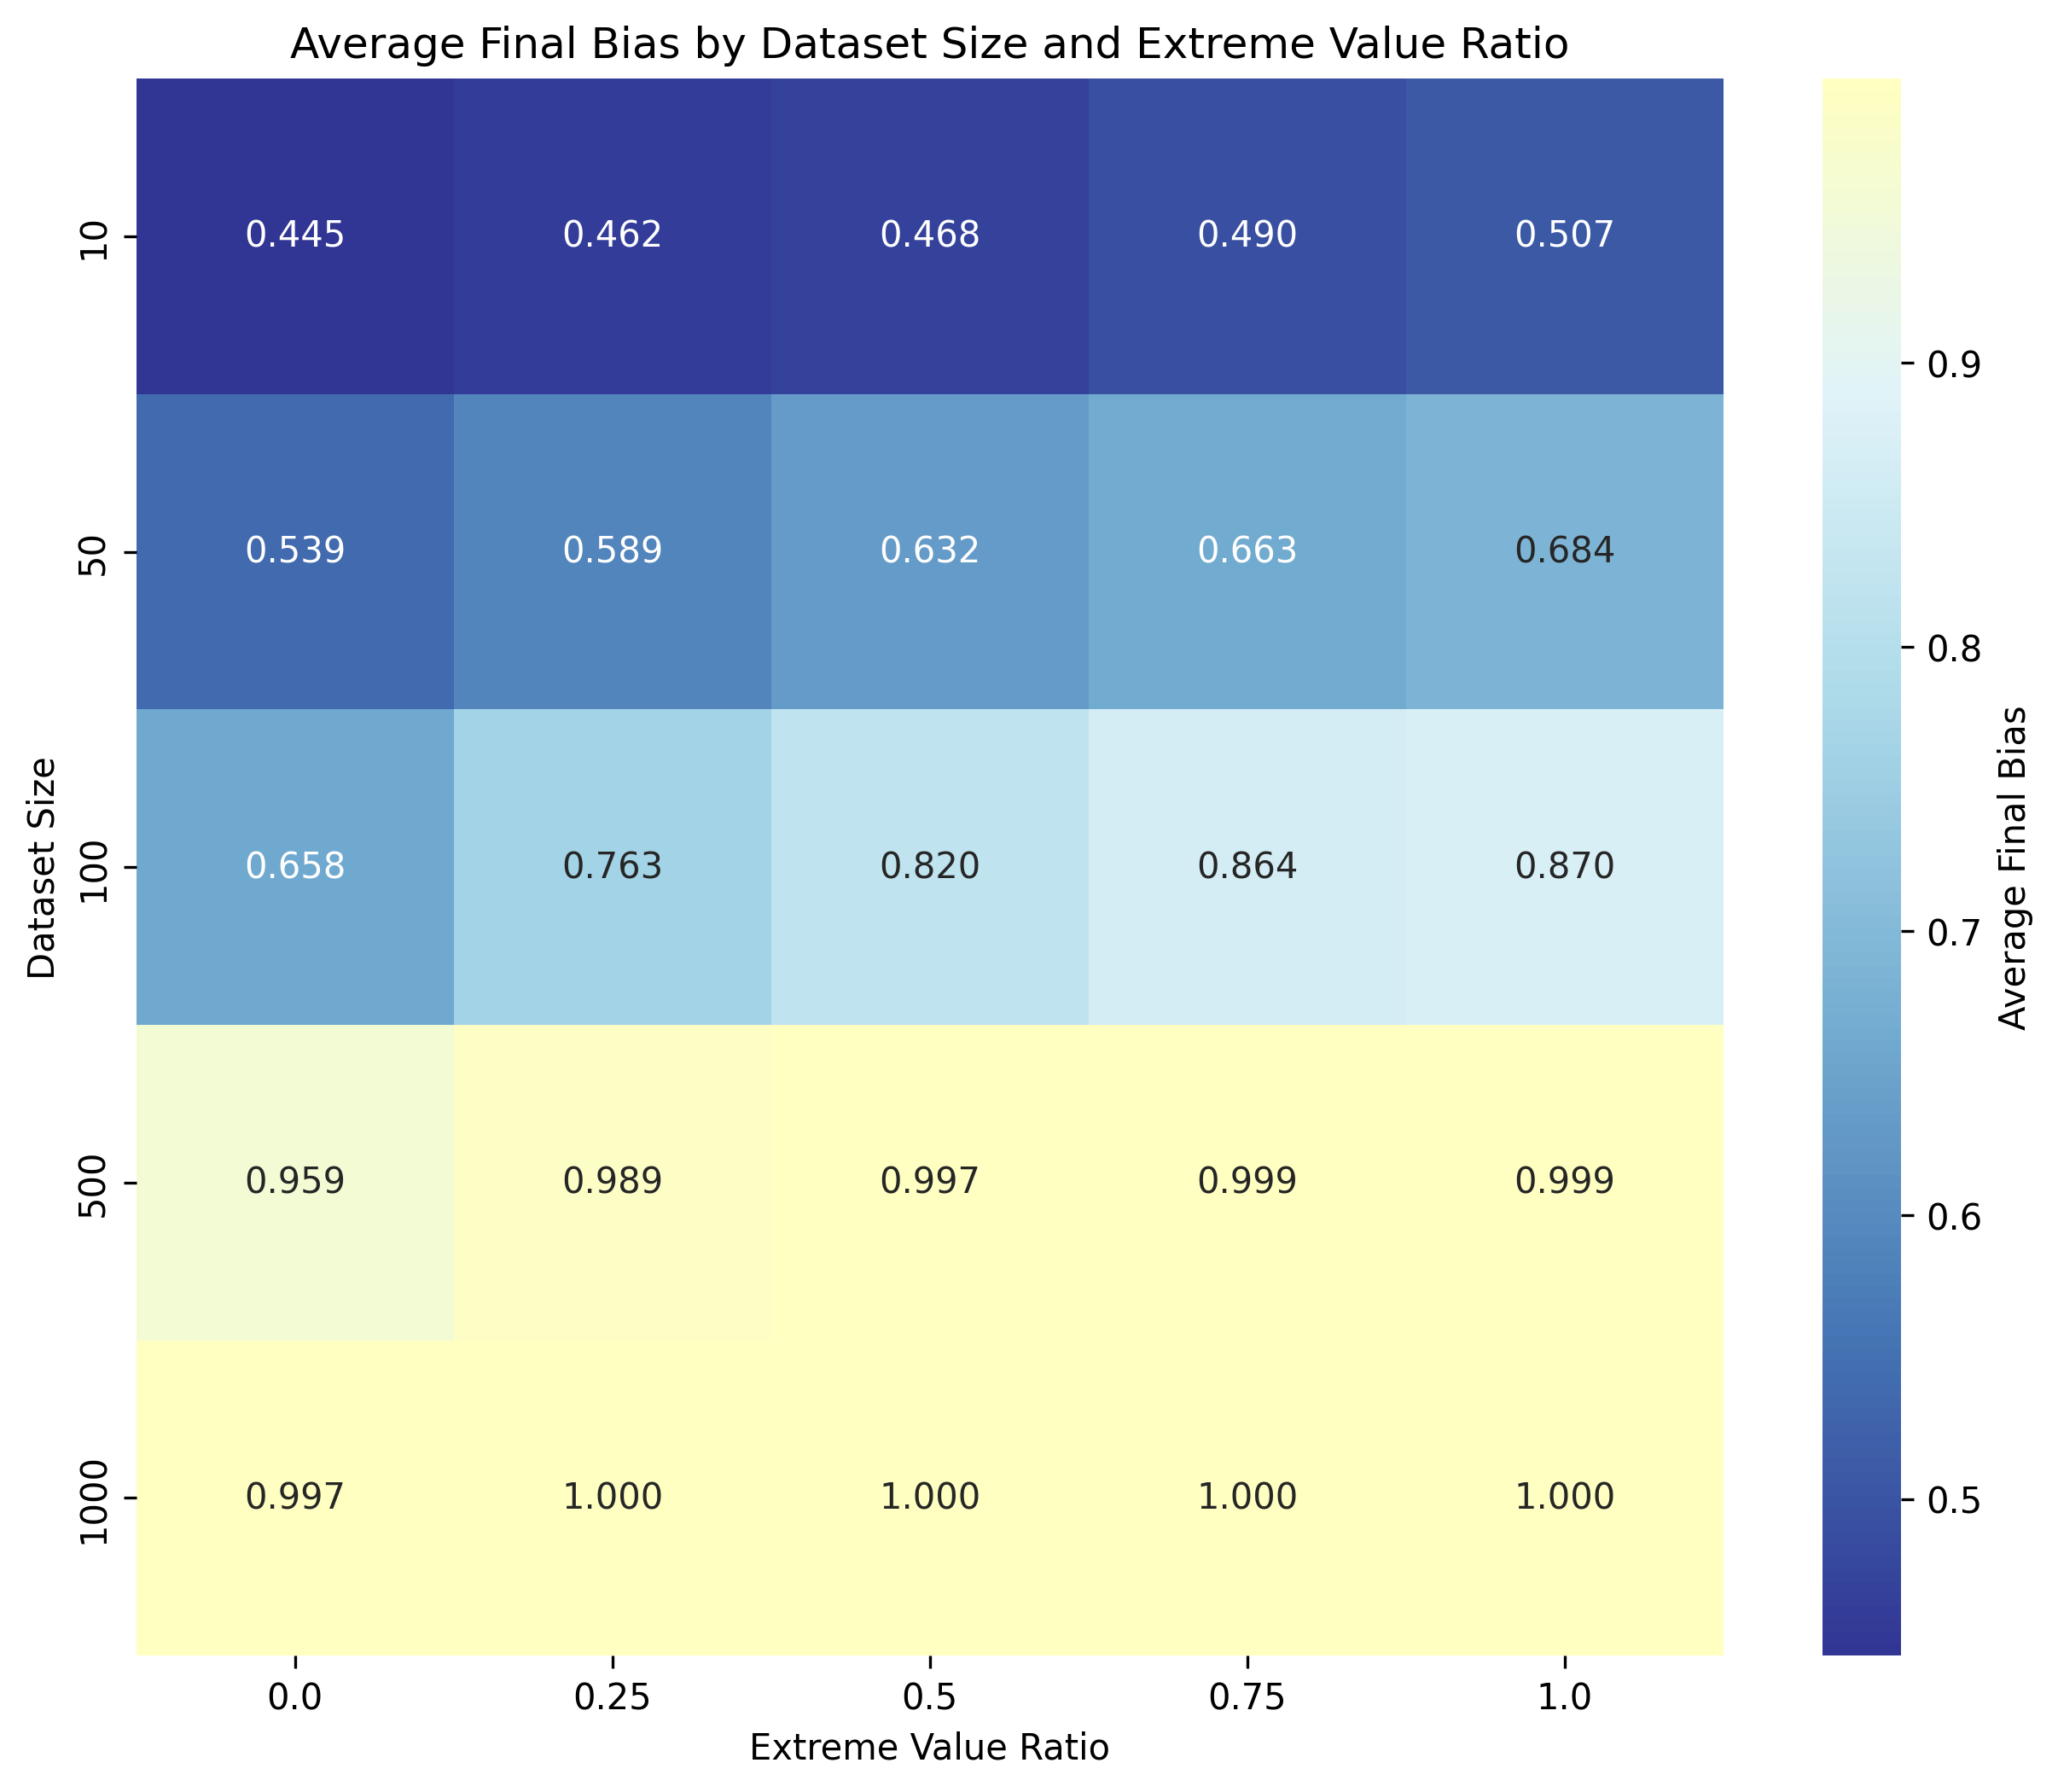 Average Final Bias by Dataset Size and Extreme Value Ratio
10
0.445 0.462 0.468 0.490 0.507
50
0.539 0.589 0.632 0.663 0.684
100
0.658 0.763 0.820 0.864 0.870
500
0.959 0.989 0.997 0.999 0.999
1000
0.997 1.000 1.000 1.000 1.000
Dataset Size
0.0 0.25 0.5 0.75 1.0
Extreme Value Ratio
0.9
0.8
0.7
0.6
0.5
Average Final Bias